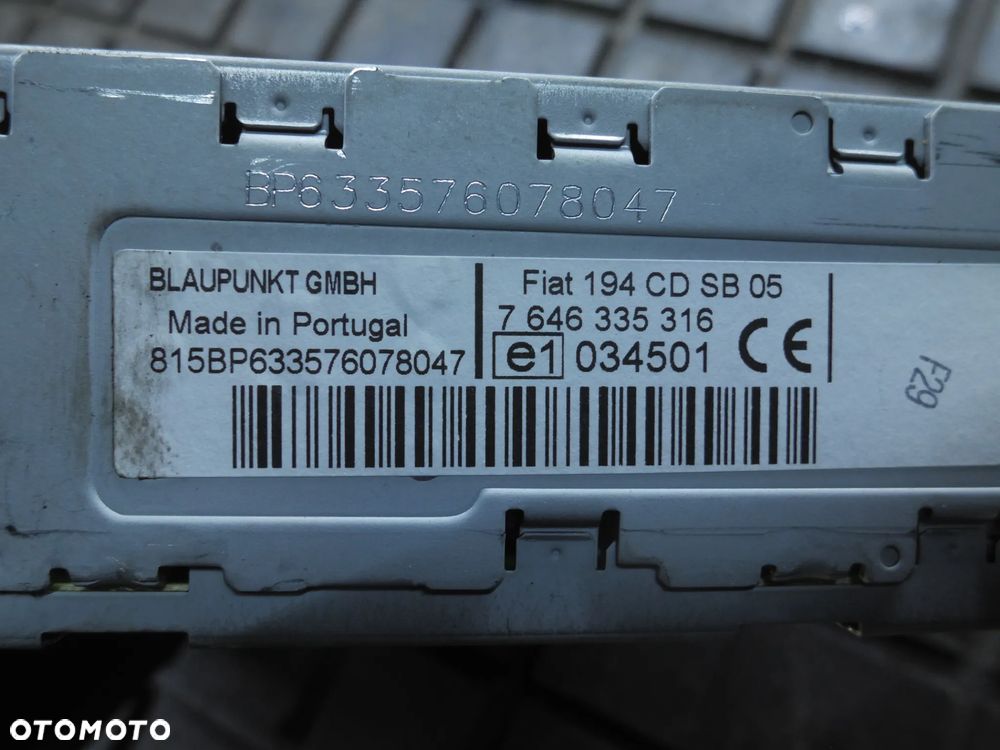 BP633576078047
BLAUPUNKT GMBH
Made in Portugal
815BP633576078047
Fiat 194 CD SB 05
7 646 335 316
e1 034501 CE
F29
OTOMOTO